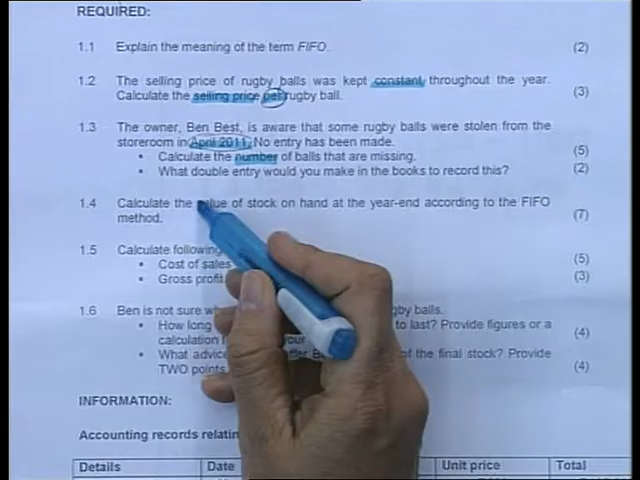 REQUIRED:
1.1 Explain the meaning of the term FIFO. (2)
1.2 The selling price of rugby balls was kept constant throughout the year.
Calculate the selling price per rugby ball. (3)
1.3 The owner, Ben Best, is aware that some rugby balls were stolen from the
storeroom in April 2011. No entry has been made.
• Calculate the number of balls that are missing. (5)
• What double entry would you make in the books to record this? (2)
1.4 Calculate the value of stock on hand at the year-end according to the FIFO
method. (7)
1.5 Calculate following
• Cost of sales (5)
• Gross profit (3)
1.6 Ben is not sure balls.
• How long to last? Provide figures or a
calculation your (4)
• What advice of the final stock? Provide
TWO points (4)
INFORMATION:
Accounting records
Details Date Unit price Total